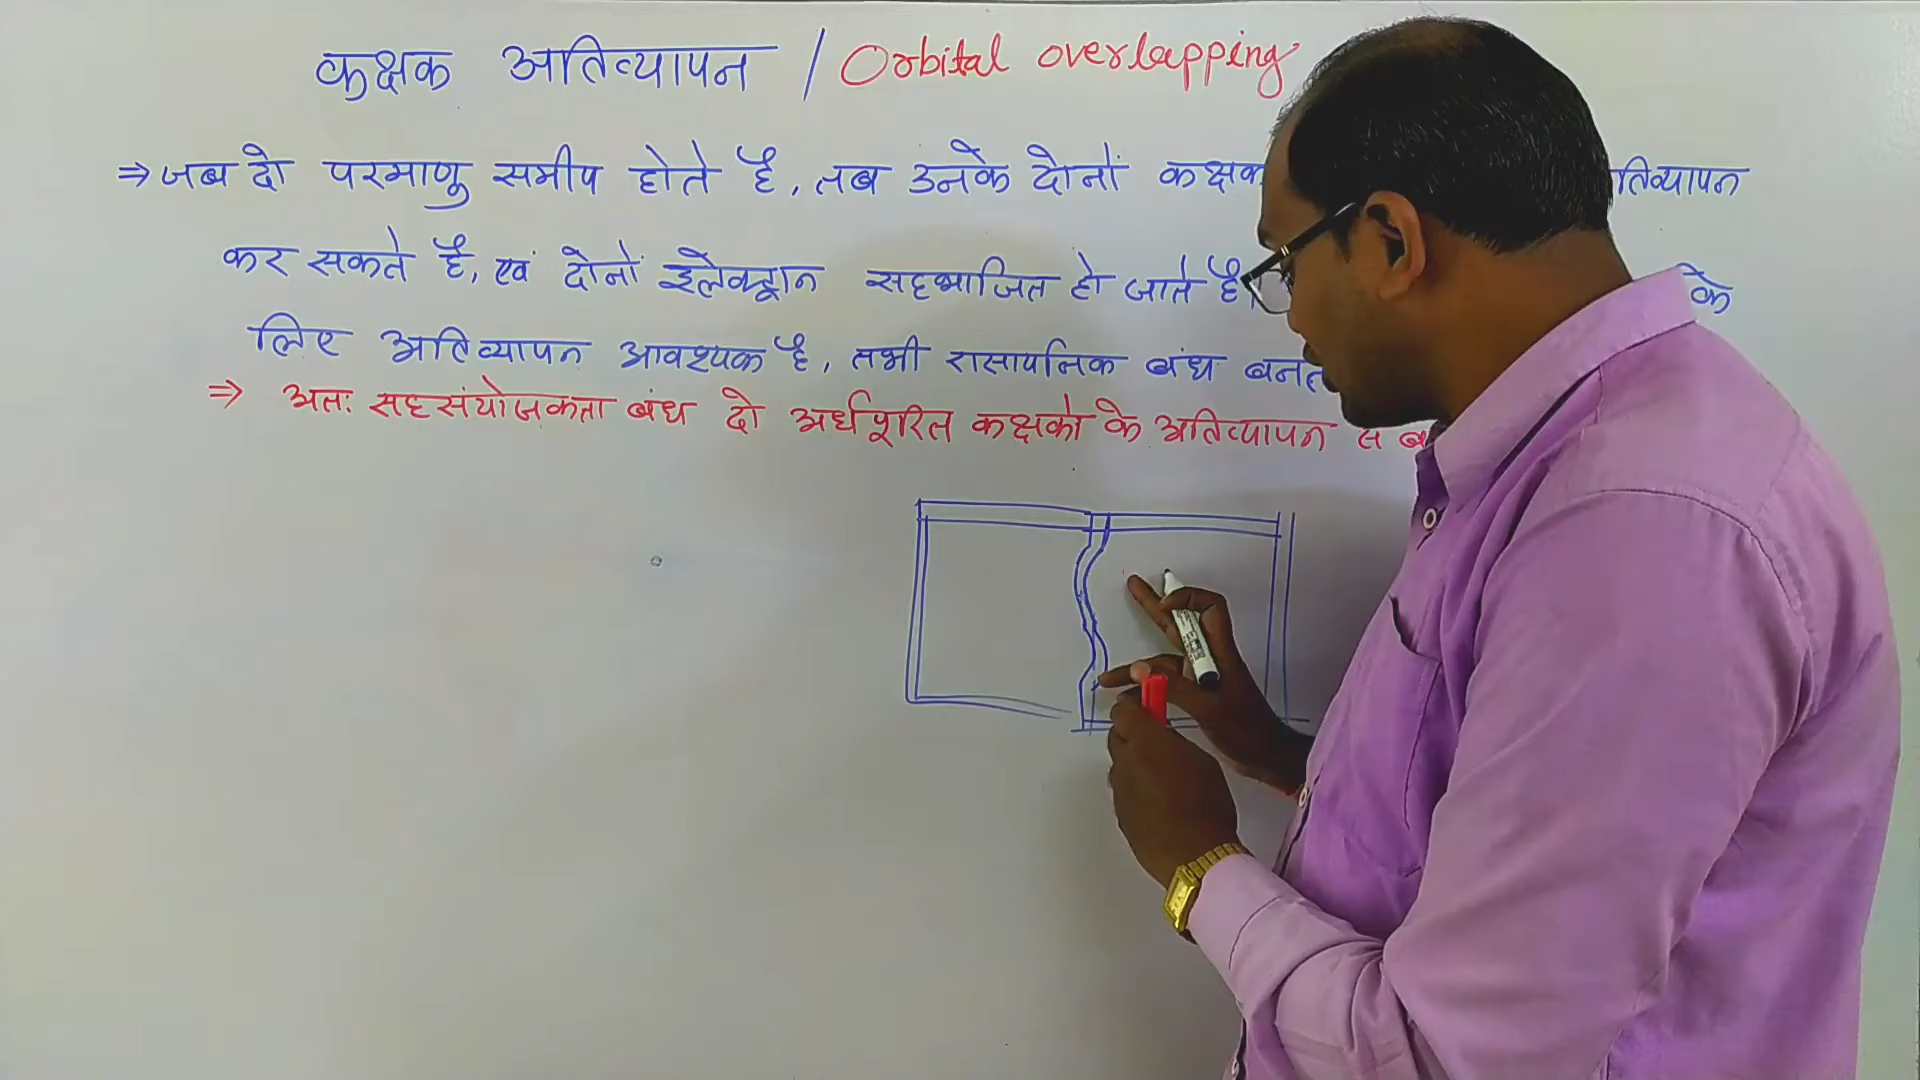 कक्षक अतिव्यापन / Orbital overlapping
⇒ जब दो परमाणु समीप होते है, तब उनके दोनों कक्षक तिव्यापन
कर सकते है, एवं दोनों इलेक्ट्रान सहभाजित हो जाते है के
लिए अतिव्यापन आवश्यक है, तभी रासायनिक बंध बनत
⇒ अतः सहसंयोजकता बंध दो अर्धपूरित कक्षको के अतिव्यापन स